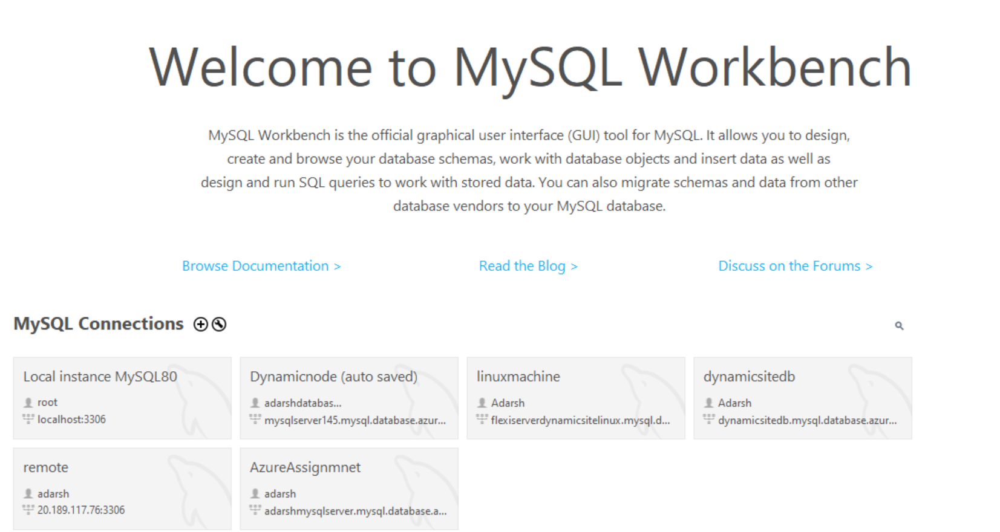 Welcome to MySQL Workbench
MySQL Workbench is the official graphical user interface (GUI) tool for MySQL. It allows you to design,
create and browse your database schemas, work with database objects and insert data as well as
design and run SQL queries to work with stored data. You can also migrate schemas and data from other
database vendors to your MySQL database.
Browse Documentation >
Read the Blog >
Discuss on the Forums >
MySQL Connections
Local instance MySQL80
root
localhost:3306
Dynamicnode (auto saved)
adarshdatabas...
mysqlserver145.mysql.database.azur...
linuxmachine
Adarsh
flexiserverdynamicsitelinux.mysql.d...
dynamicsitedb
Adarsh
dynamicsitedb.mysql.database.azur...
remote
adarsh
20.189.117.76:3306
AzureAssignmnet
adarsh
adarshmysqlserver.mysql.database.a...